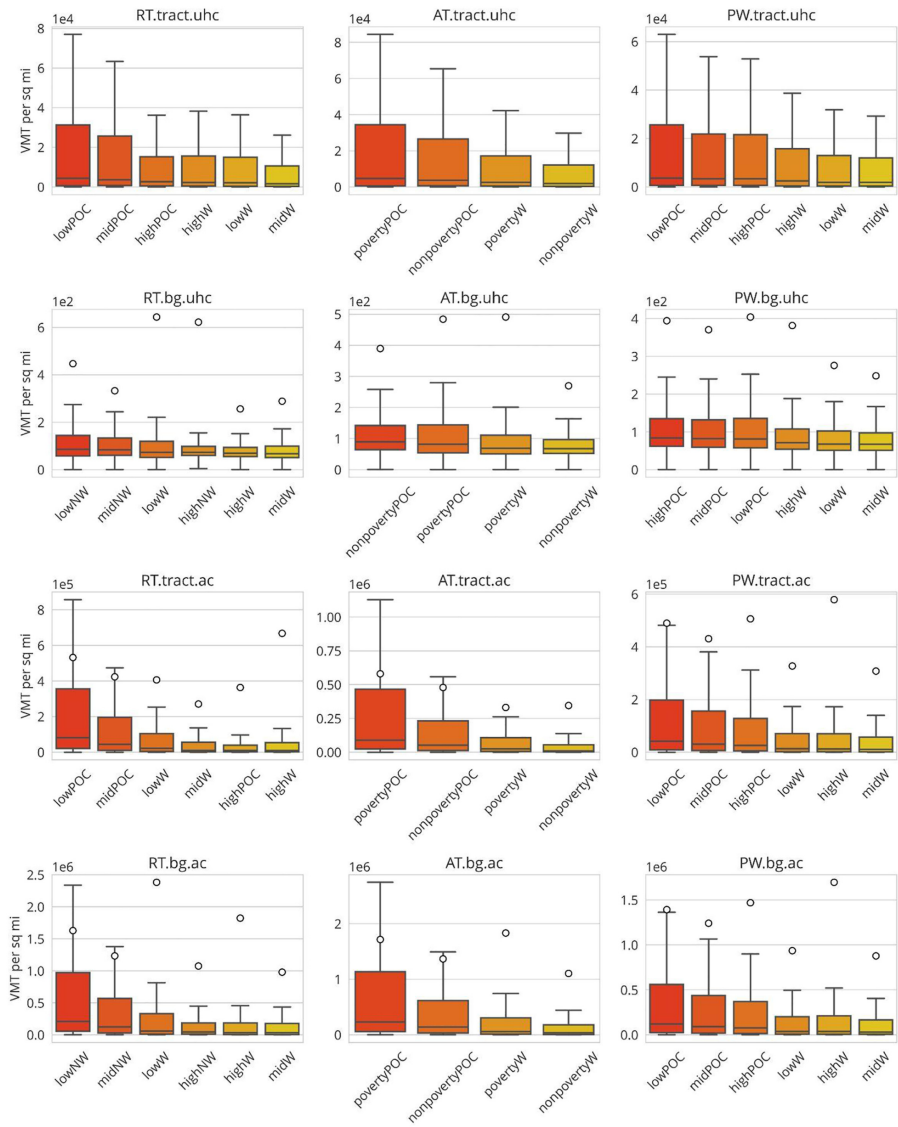 RT.tract.uhc
1e4
VMT per sq mi
8
6
4
2
0
lowPOC
midPOC
highPOC
highW
lowW
midW
AT.tract.uhc
1e4
8
6
4
2
0
povertyPOC
nonpovertyPOC
povertyW
nonpovertyW
PW.tract.uhc
1e4
6
4
2
0
lowPOC
midPOC
highPOC
highW
lowW
midW
RT.bg.uhc
1e2
VMT per sq mi
6
4
2
0
lowNW
midNW
lowW
highNW
highW
midW
AT.bg.uhc
1e2
5
4
3
2
1
0
nonpovertyPOC
povertyPOC
povertyW
nonpovertyW
PW.bg.uhc
1e2
4
3
2
1
0
highPOC
midPOC
lowPOC
highW
lowW
midW
RT.tract.ac
1e5
VMT per sq mi
8
6
4
2
0
lowPOC
midPOC
lowW
midW
highPOC
highW
AT.tract.ac
1e6
1.00
0.75
0.50
0.25
0.00
povertyPOC
nonpovertyPOC
povertyW
nonpovertyW
PW.tract.ac
1e5
6
5
4
3
2
1
0
lowPOC
midPOC
highPOC
lowW
highW
midW
RT.bg.ac
1e6
VMT per sq mi
2.5
2.0
1.5
1.0
0.5
0.0
lowNW
midNW
lowW
highNW
highW
midW
AT.bg.ac
1e6
2
1
0
povertyPOC
nonpovertyPOC
povertyW
nonpovertyW
PW.bg.ac
1e6
1.5
1.0
0.5
0.0
lowPOC
midPOC
highPOC
lowW
highW
midW